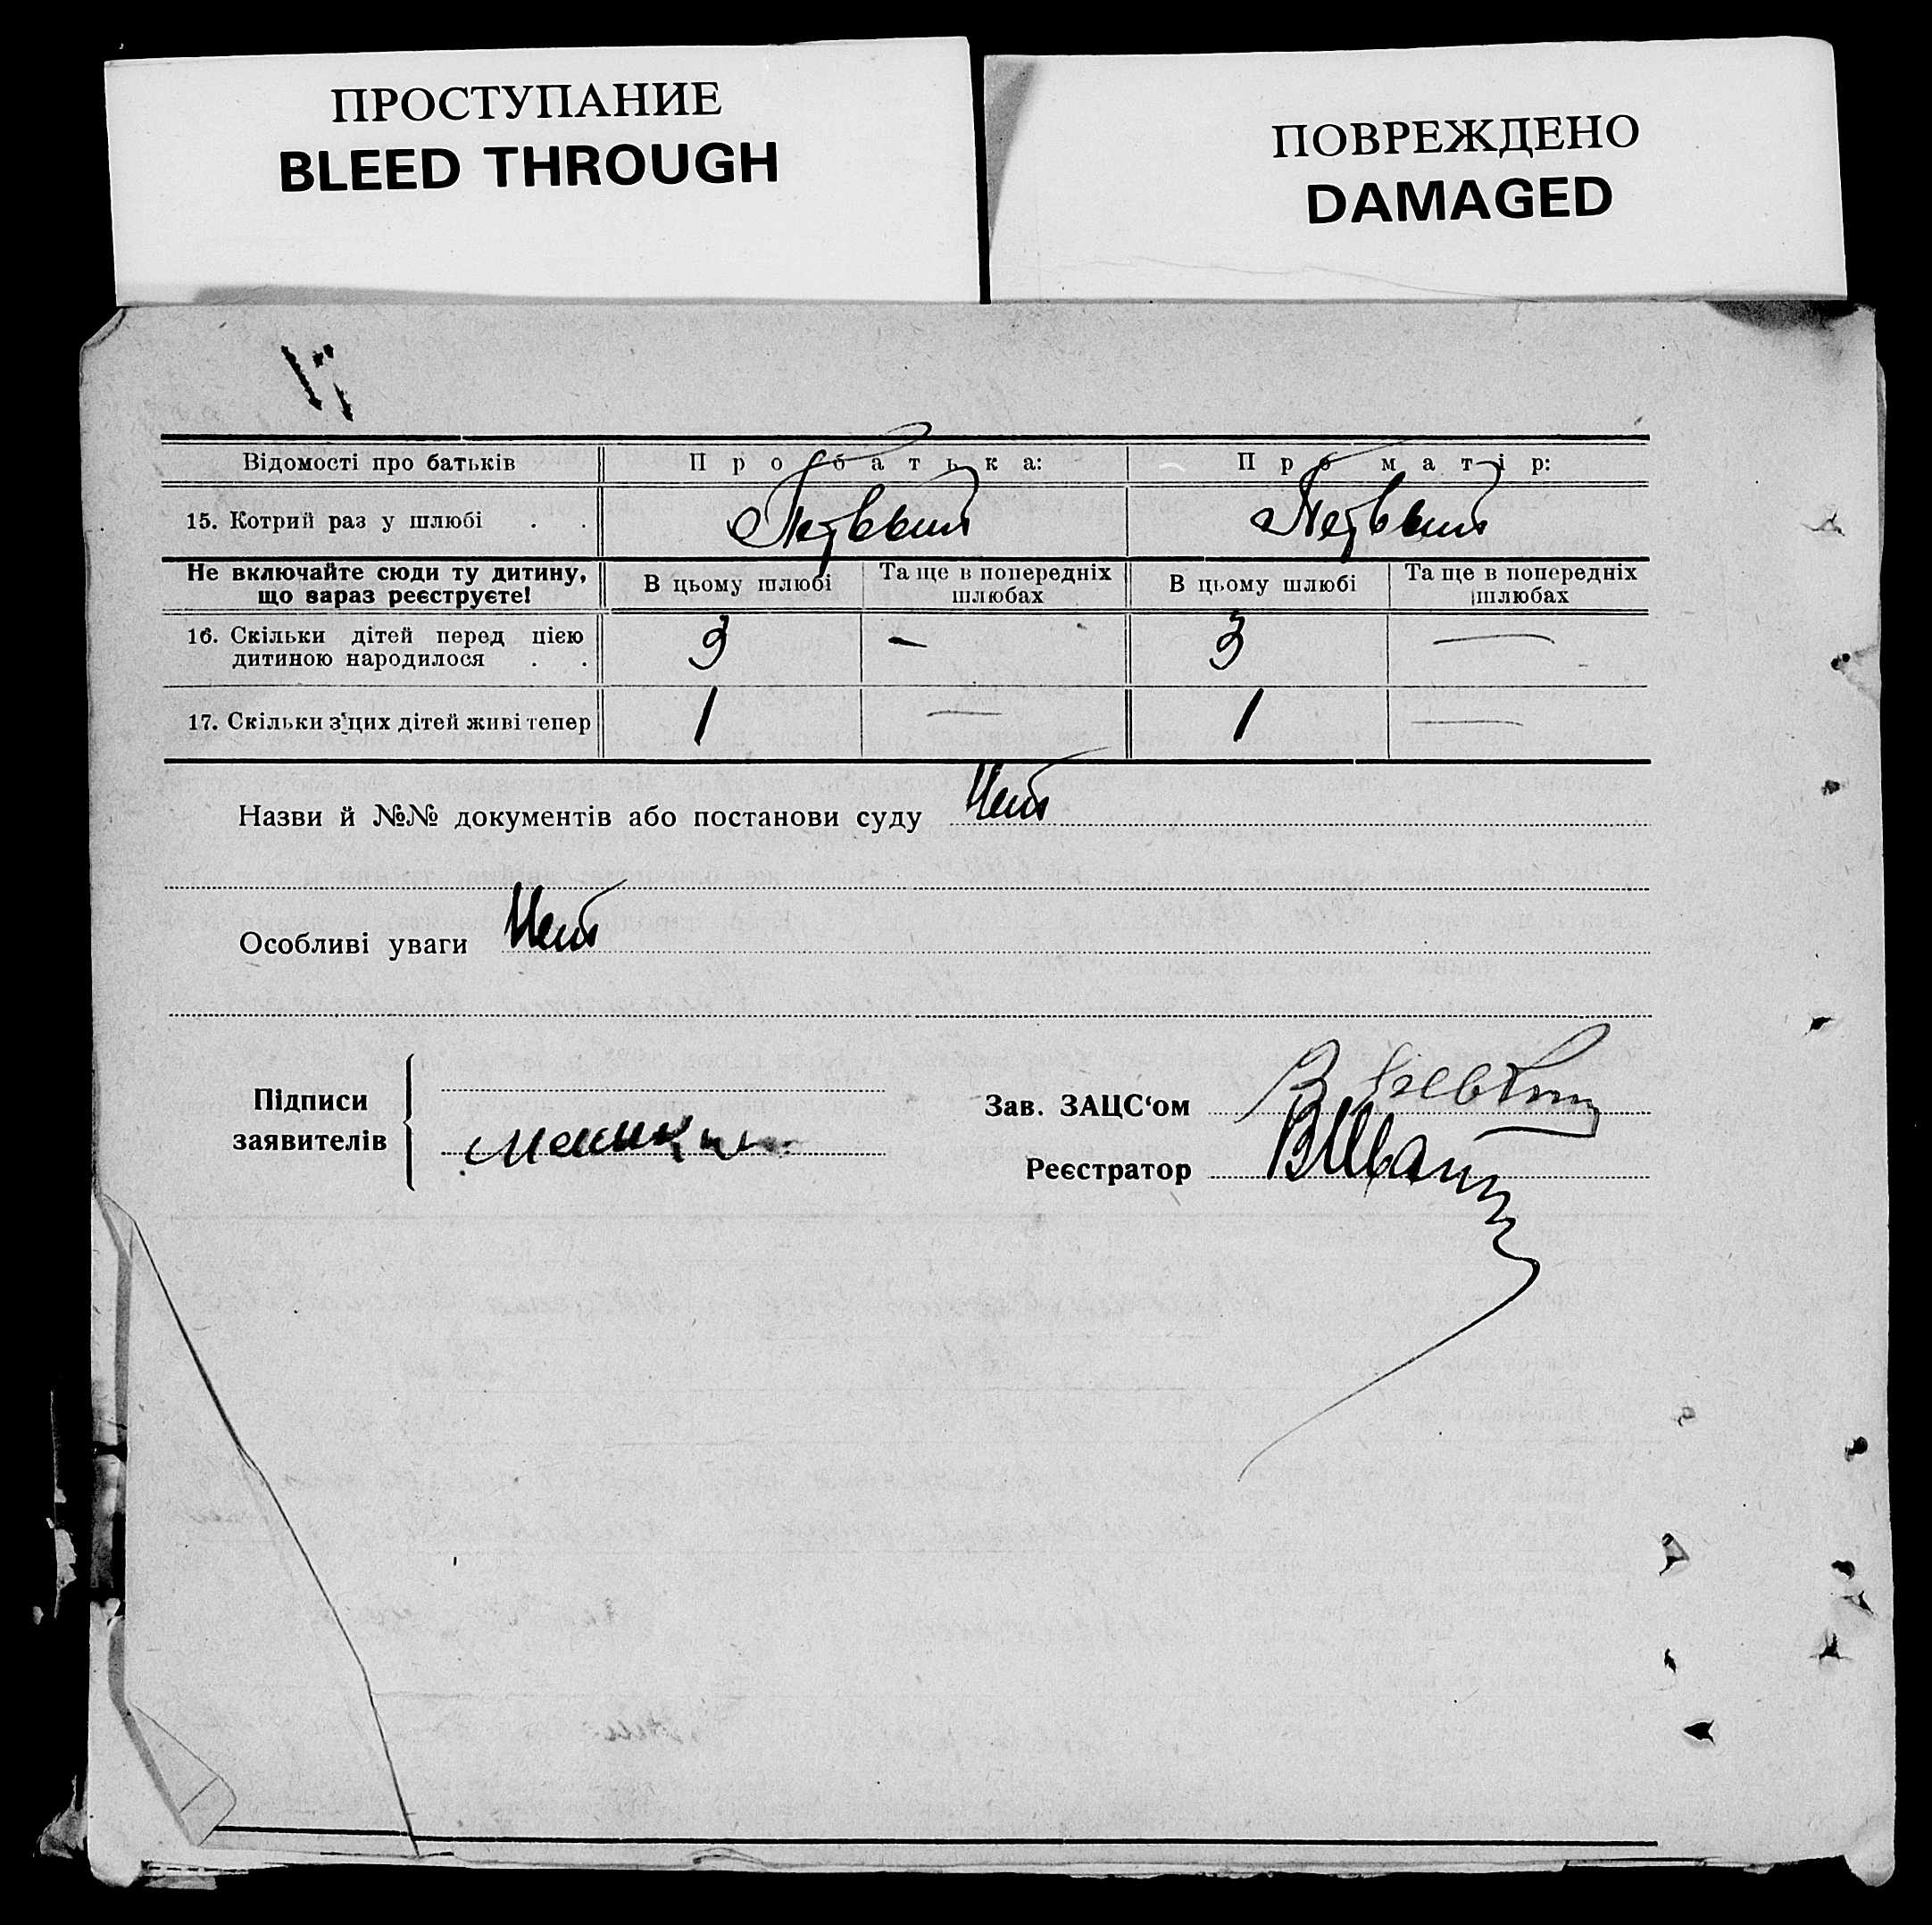 ПРОСТУПАНИЕ
BLEED THROUGH
ПОВРЕЖДЕНО
DAMAGED
Відомості про батьків Про батька: Про матір:
15. Котрий раз у шлюбі . . Первый Первый
Не включайте сюди ту дитину, що вараз реєструєте! В цьому шлюбі Та ще в попередніх шлюбах В цьому шлюбі Та ще в попередніх шлюбах
16. Скільки дітей перед цією дитиною народилося . . 3 — 3 —
17. Скільки з'цих дітей живі тепер 1 — 1 —
Назви й №№ документів або постанови суду Нет
Особливі уваги Нет
Підписи заявителів
Зав. ЗАЦС‘ом
Реєстратор